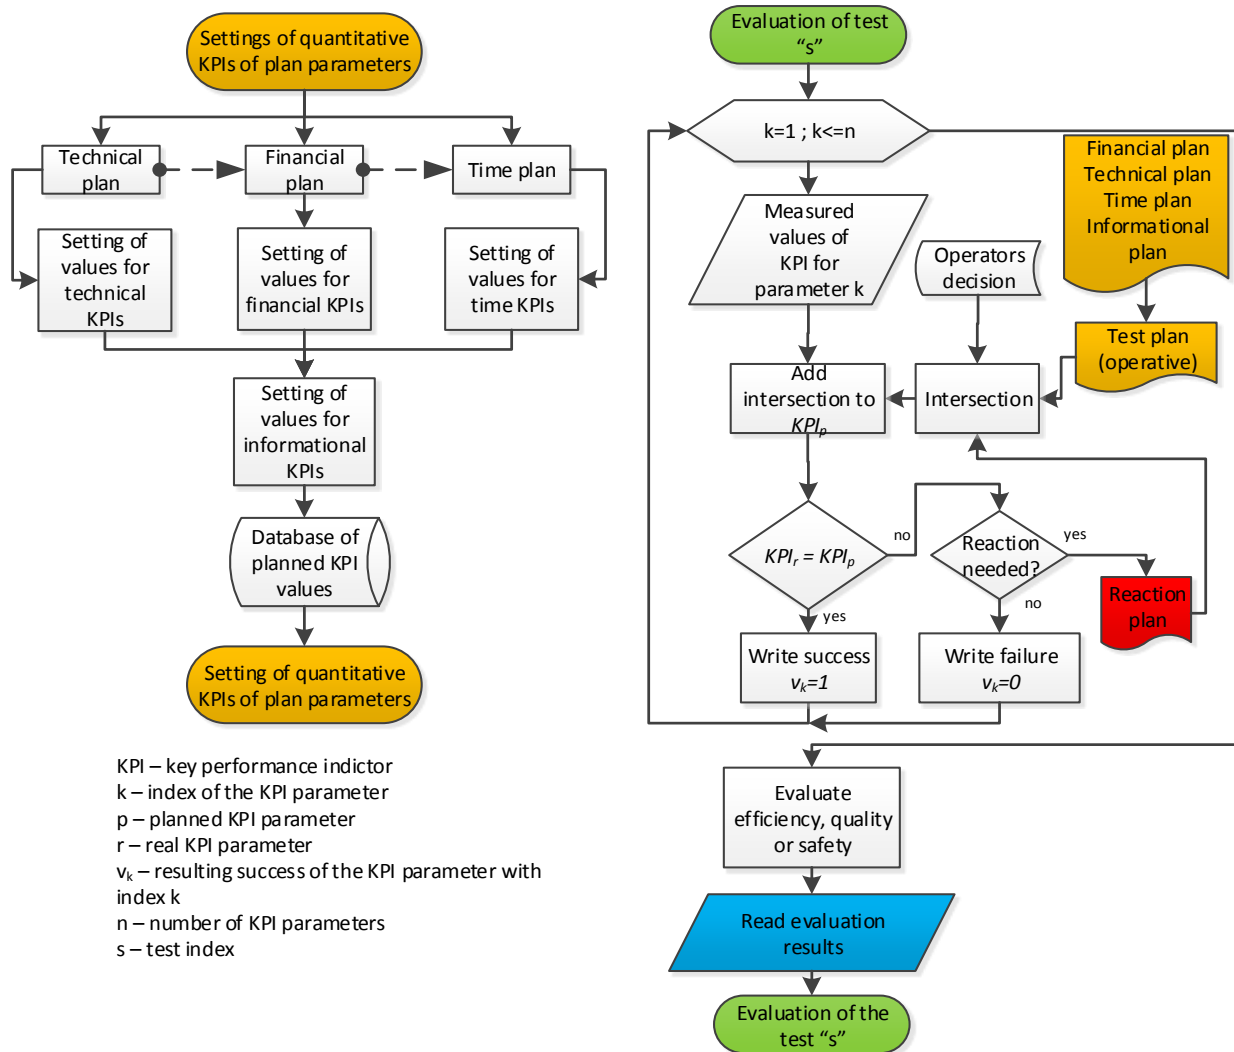 Settings of quantitative
KPIs of plan parameters
Technical
plan
Financial
plan
Time plan
Setting of
values for
technical
KPIs
Setting of
values for
financial KPIs
Setting of
values for
time KPIs
Setting of
values for
informational
KPIs
Database of
planned KPI
values
Setting of quantitative
KPIs of plan parameters
KPI – key performance indictor
k – index of the KPI parameter
p – planned KPI parameter
r – real KPI parameter
vk – resulting success of the KPI parameter with
index k
n – number of KPI parameters
s – test index
Evaluation of test
“s”
k=1 ; k<=n
Measured
values of
KPI for
parameter k
Operators
decision
Financial plan
Technical plan
Time plan
Informational
plan
Test plan
(operative)
Add
intersection to
KPIp
Intersection
KPIr = KPIp
no
Reaction
needed?
yes
Reaction
plan
yes
no
Write success
vk=1
Write failure
vk=0
Evaluate
efficiency, quality
or safety
Read evaluation
results
Evaluation of the
test “s”